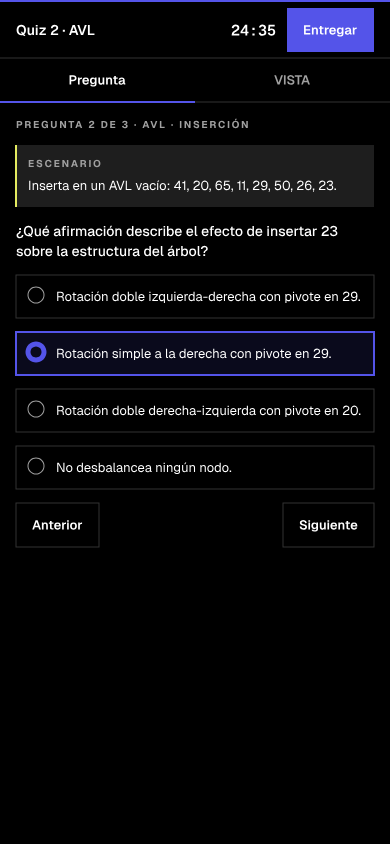 Quiz 2 · AVL
24:35
Entregar
Pregunta
VISTA
PREGUNTA 2 DE 3 · AVL · INSERCIÓN
ESCENARIO
Inserta en un AVL vacío: 41, 20, 65, 11, 29, 50, 26, 23.
¿Qué afirmación describe el efecto de insertar 23
sobre la estructura del árbol?
Rotación doble izquierda-derecha con pivote en 29.
Rotación simple a la derecha con pivote en 29.
Rotación doble derecha-izquierda con pivote en 20.
No desbalancea ningún nodo.
Anterior
Siguiente